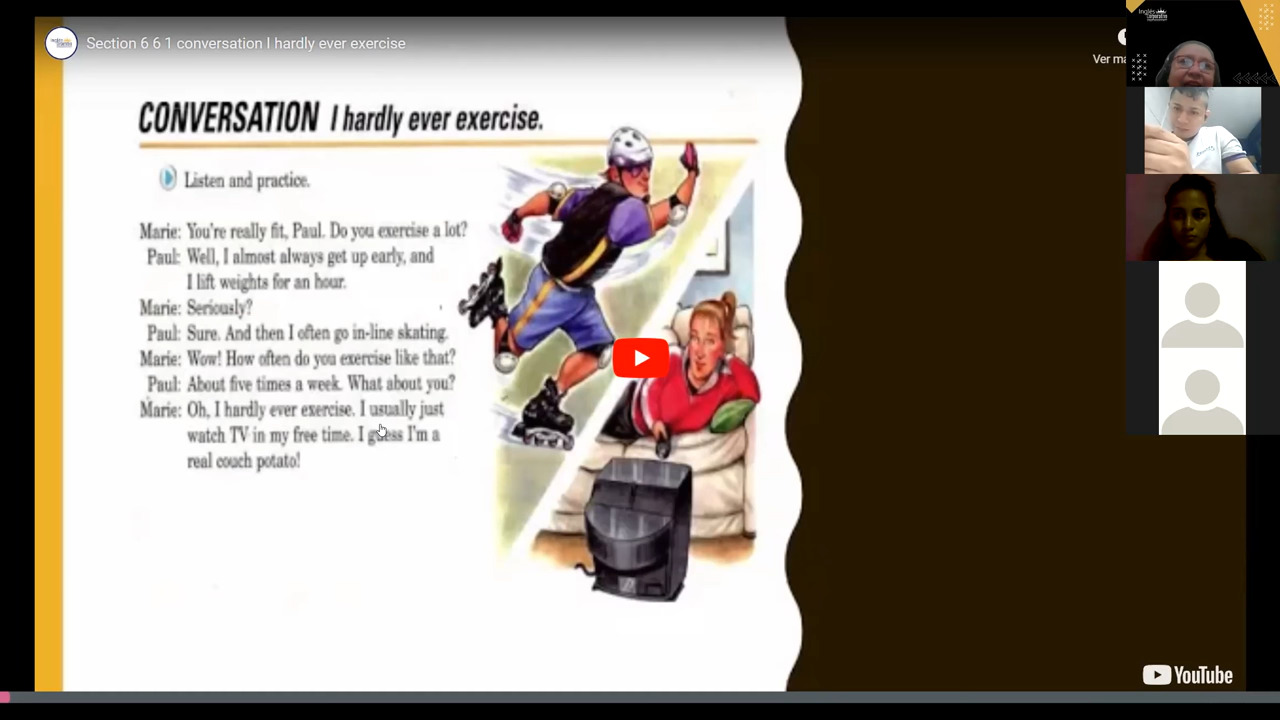 Section 6 6 1 conversation I hardly ever exercise
Ver
CONVERSATION I hardly ever exercise.
Listen and practice.
Marie: You're really fit, Paul. Do you exercise a lot?
Paul: Well, I almost always get up early, and
I lift weights for an hour.
Marie: Seriously?
Paul: Sure. And then I often go in-line skating.
Marie: Wow! How often do you exercise like that?
Paul: About five times a week. What about you?
Marie: Oh, I hardly ever exercise. I usually just
watch TV in my free time. I guess I'm a
real couch potato!
YouTube
Inglés
Corporativo